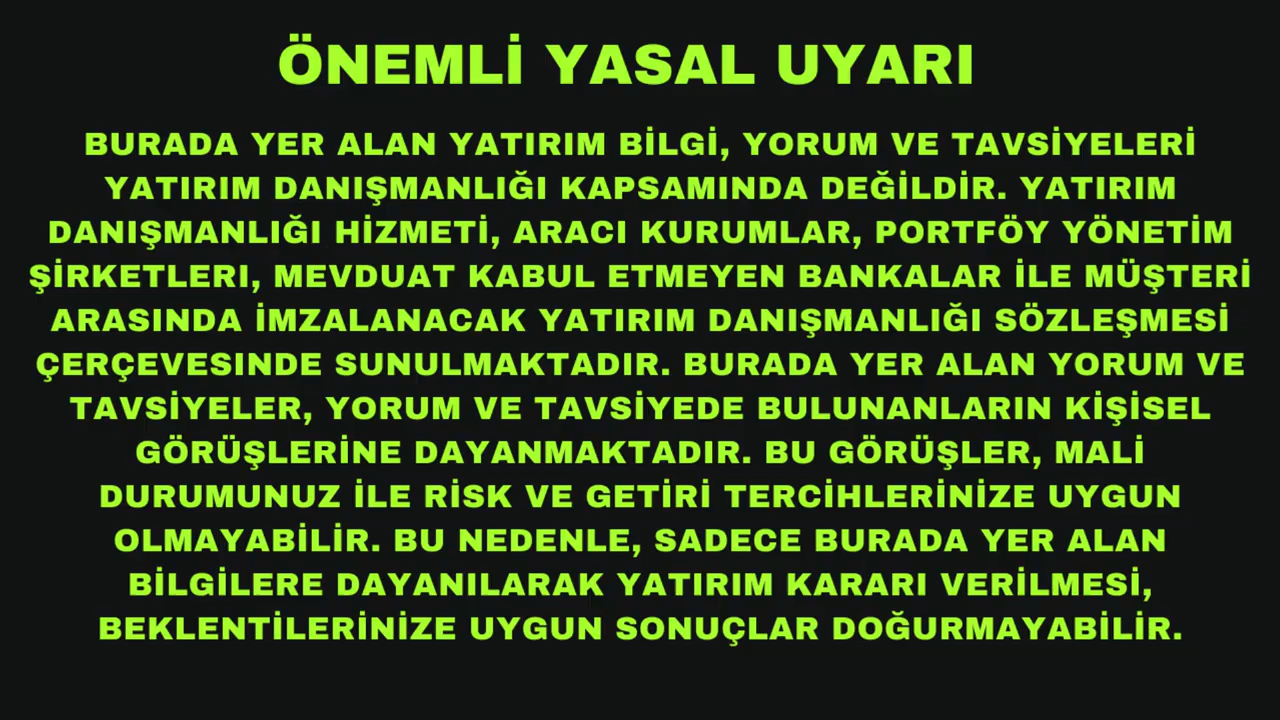 ÖNEMLİ YASAL UYARI
BURADA YER ALAN YATIRIM BİLGİ, YORUM VE TAVSİYELERİ
YATIRIM DANIŞMANLIĞI KAPSAMINDA DEĞİLDİR. YATIRIM
DANIŞMANLIĞI HİZMETİ, ARACI KURUMLAR, PORTFÖY YÖNETİM
ŞİRKETLERI, MEVDUAT KABUL ETMEYEN BANKALAR İLE MÜŞTERİ
ARASINDA İMZALANACAK YATIRIM DANIŞMANLIĞI SÖZLEŞMESİ
ÇERÇEVESINDE SUNULMAKTADIR. BURADA YER ALAN YORUM VE
TAVSİYELER, YORUM VE TAVSİYEDE BULUNANLARIN KİŞİSEL
GÖRÜŞLERİNE DAYANMAKTADIR. BU GÖRÜŞLER, MALİ
DURUMUNUZ İLE RİSK VE GETİRİ TERCİHLERİNİZE UYGUN
OLMAYABİLİR. BU NEDENLE, SADECE BURADA YER ALAN
BİLGİLERE DAYANILARAK YATIRIM KARARI VERİLMESİ,
BEKLENTİLERİNİZE UYGUN SONUÇLAR DOĞURMAYABİLİR.